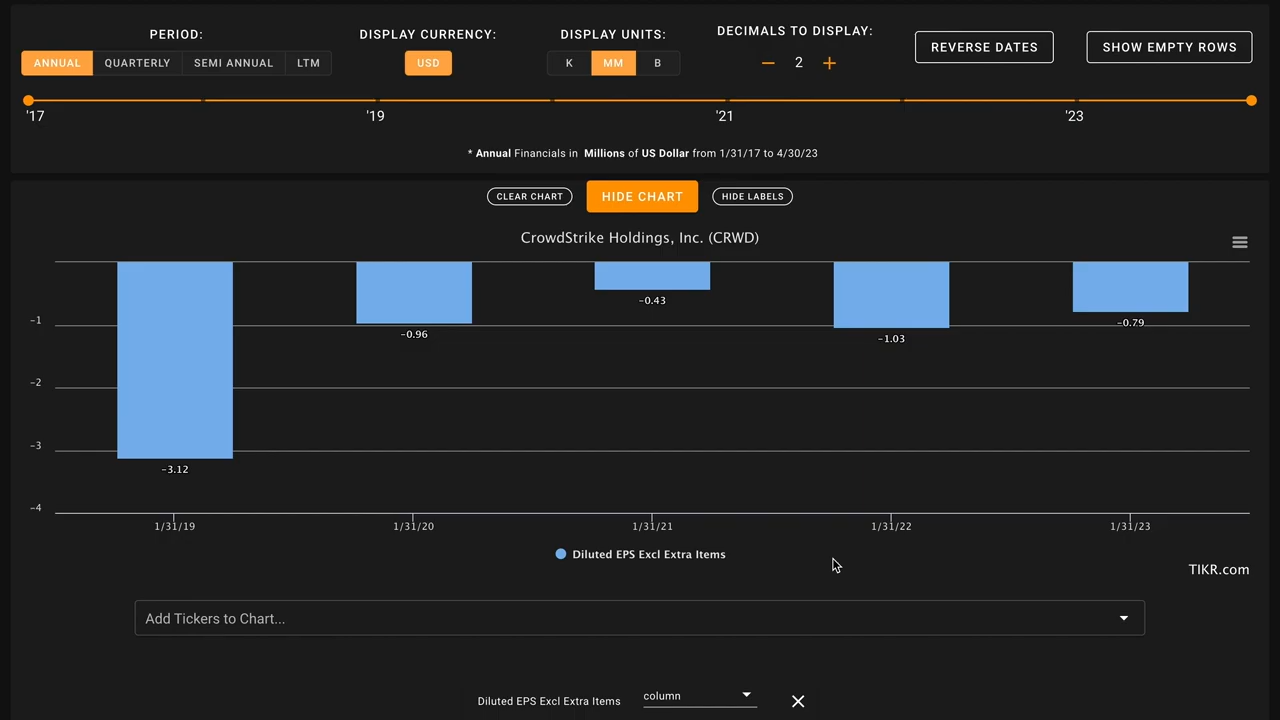 PERIOD:
DISPLAY CURRENCY:
DISPLAY UNITS:
DECIMALS TO DISPLAY:
ANNUAL QUARTERLY SEMI ANNUAL LTM
USD
K MM B
− 2 +
REVERSE DATES
SHOW EMPTY ROWS
'17 '19 '21 '23
* Annual Financials in Millions of US Dollar from 1/31/17 to 4/30/23
CLEAR CHART HIDE CHART HIDE LABELS
CrowdStrike Holdings, Inc. (CRWD)
-0.43
-1 -0.79
-0.96 -1.03
-2
-3
-3.12
-4
1/31/19 1/31/20 1/31/21 1/31/22 1/31/23
Diluted EPS Excl Extra Items
TIKR.com
Add Tickers to Chart...
Diluted EPS Excl Extra Items column